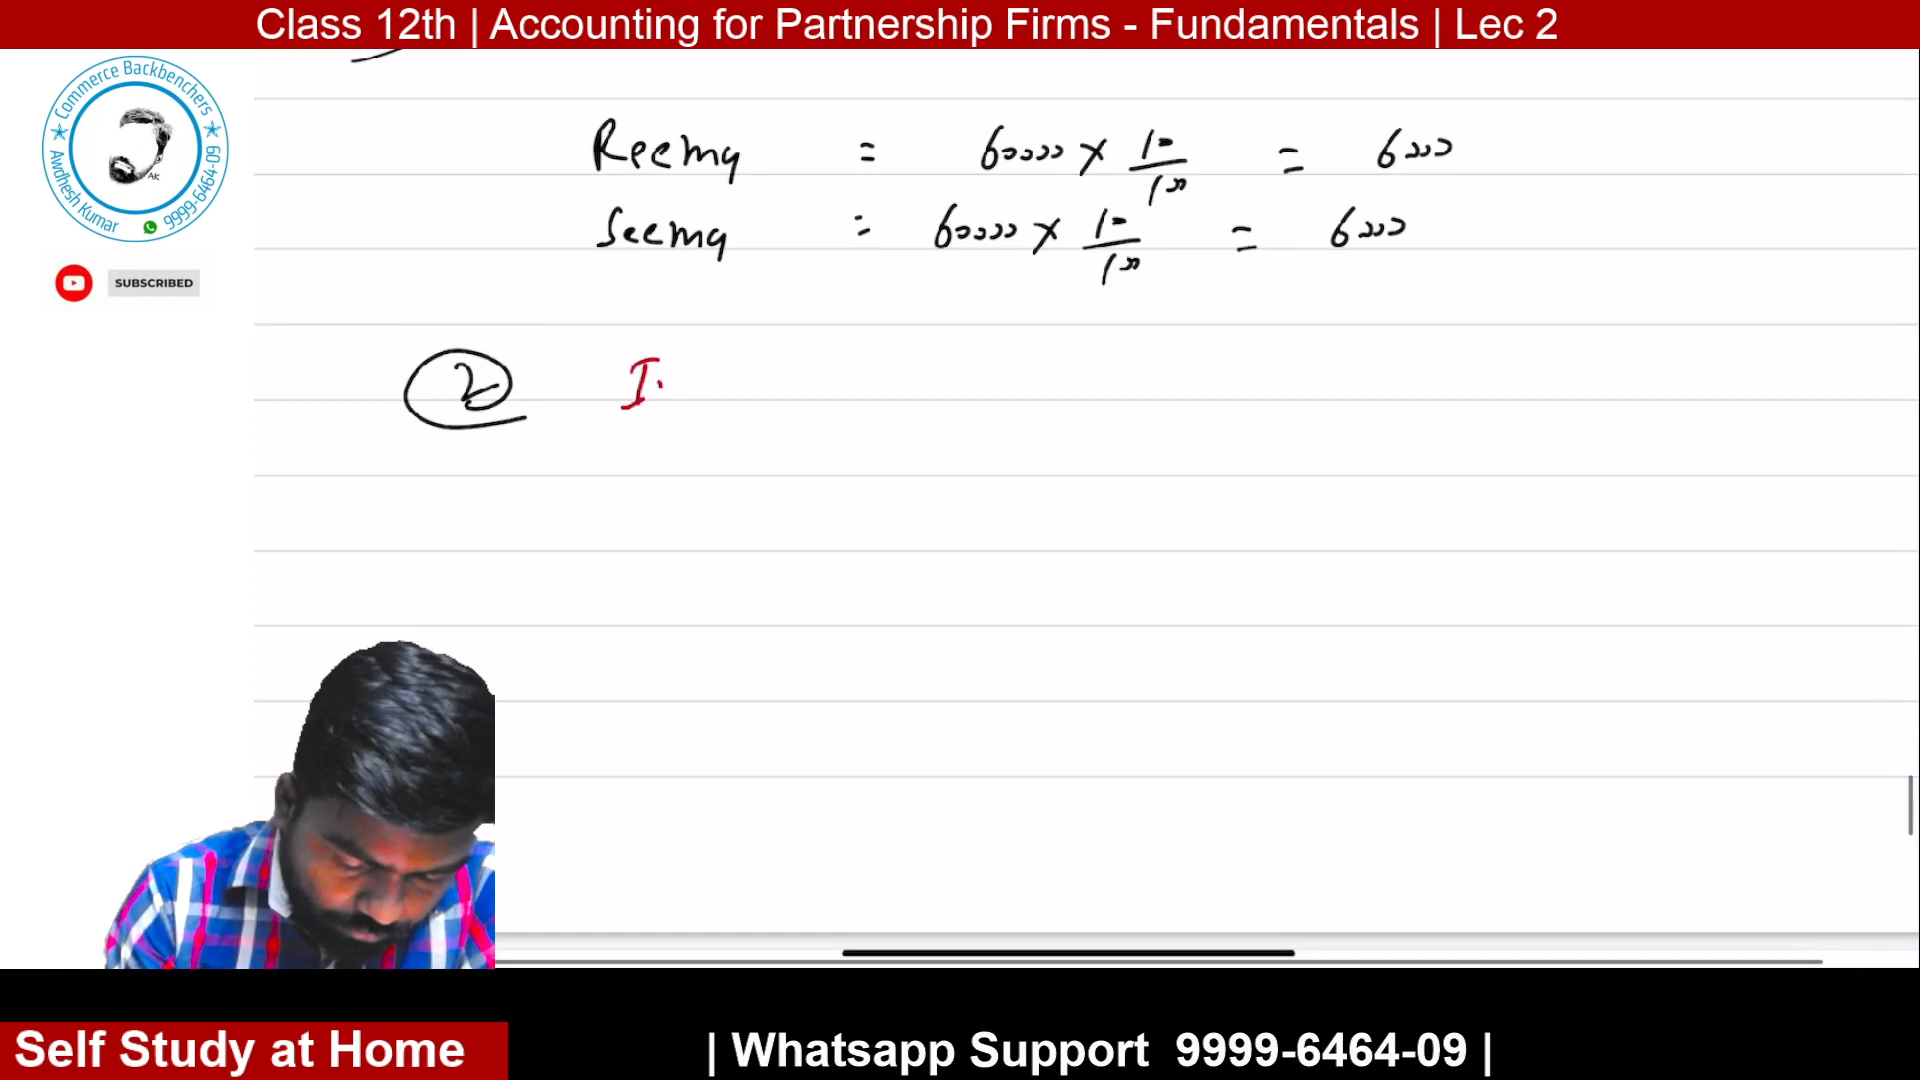 Class 12th | Accounting for Partnership Firms - Fundamentals | Lec 2
★ Commerce Backbenchers ★
Awdhesh Kumar 9999-6464-09
AK
SUBSCRIBED
Reema = 60000 × 10/100 = 6000
Seema = 60000 × 10/100 = 6000
2 I
Self Study at Home
| Whatsapp Support 9999-6464-09 |